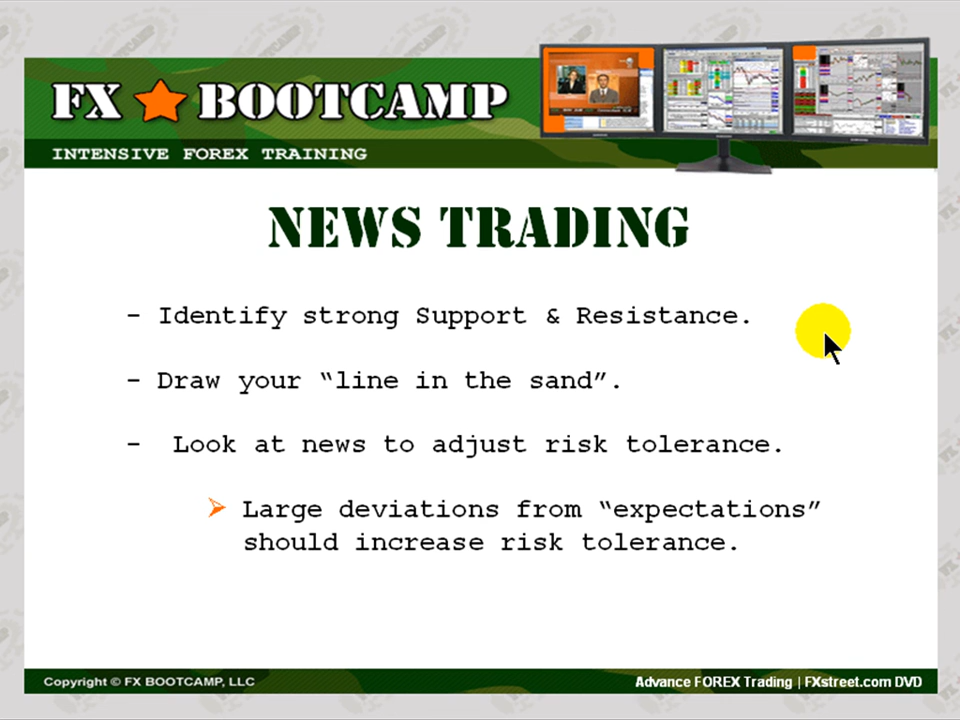 FX BOOTCAMP
INTENSIVE FOREX TRAINING
NEWS TRADING
- Identify strong Support & Resistance.
- Draw your “line in the sand”.
- Look at news to adjust risk tolerance.
Large deviations from “expectations”
should increase risk tolerance.
Copyright © FX BOOTCAMP, LLC
Advance FOREX Trading | FXstreet.com DVD